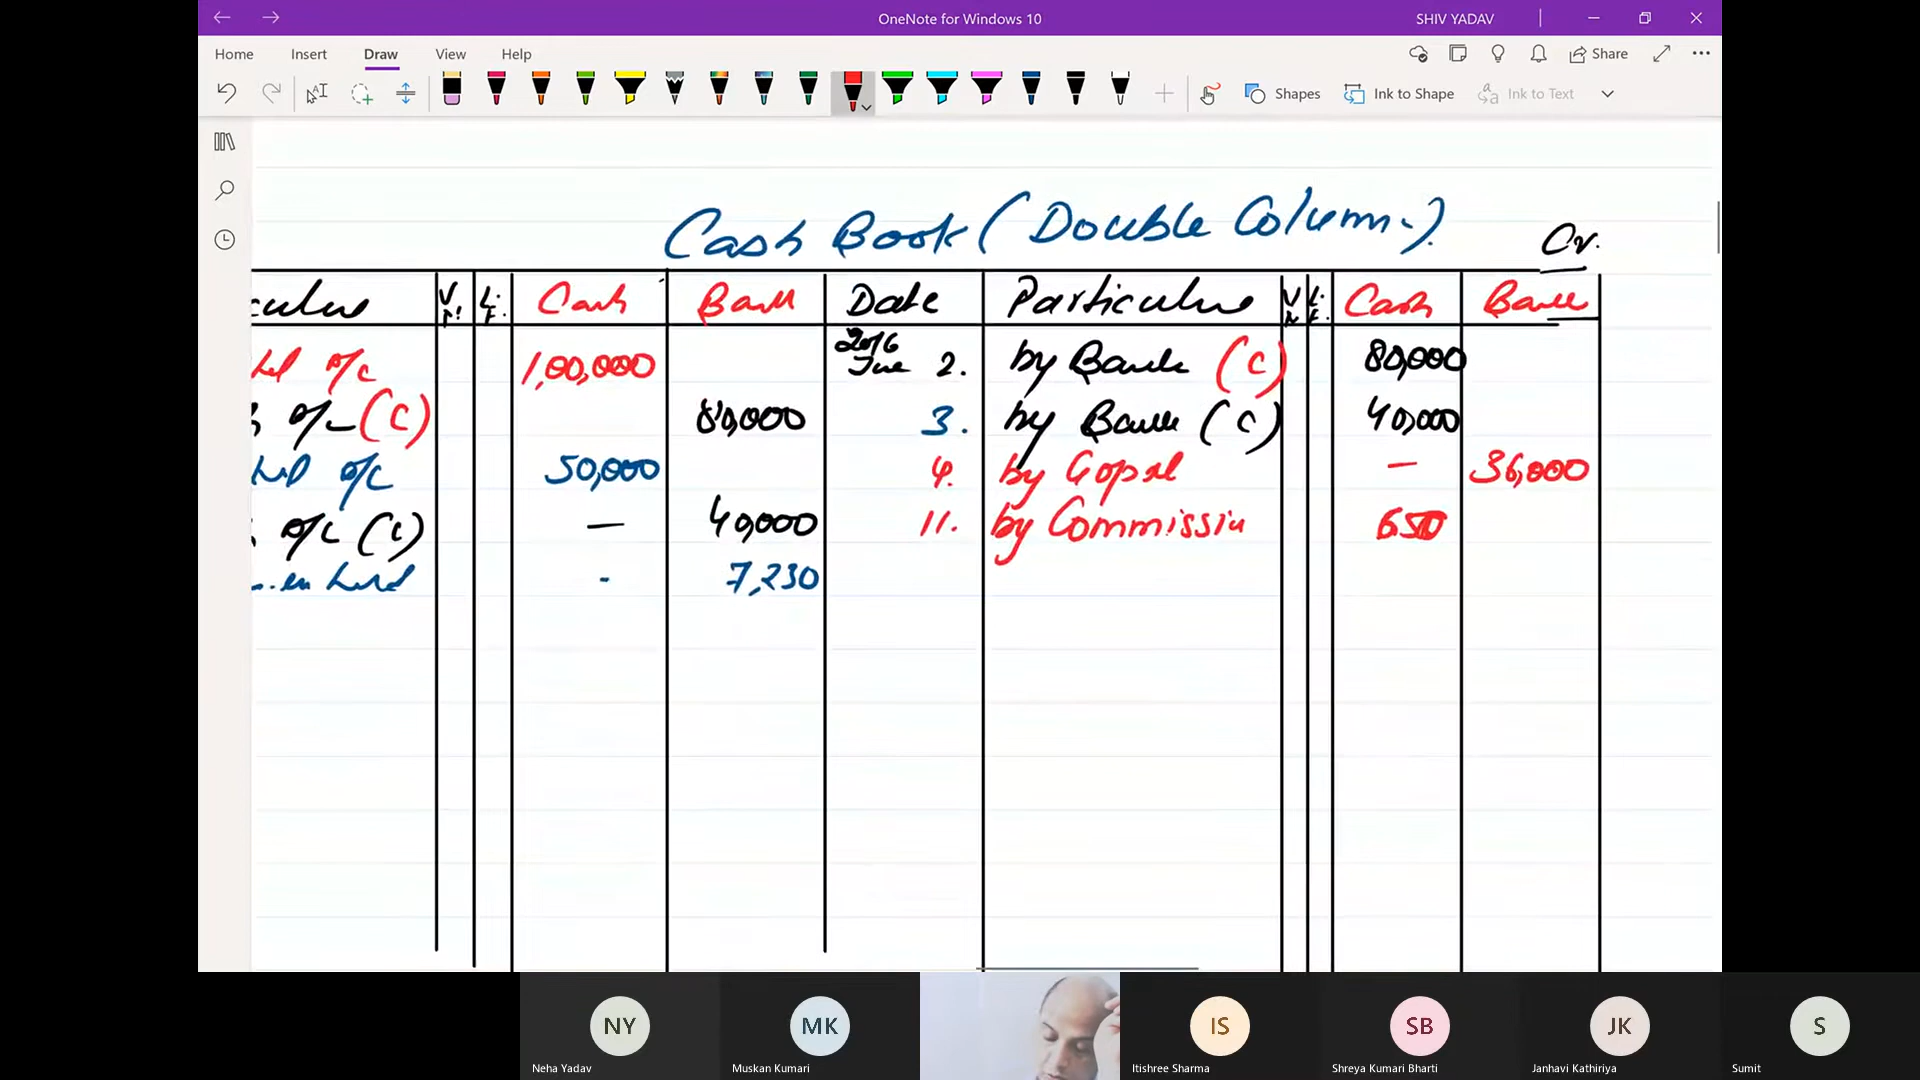 OneNote for Windows 10
SHIV YADAV
Home Insert Draw View Help
Share
Shapes Ink to Shape Ink to Text
Cash Book (Double Column.)
Cr.
Cash Bank Date Particulars Cash Bank
a/c 1,00,000 2016 Jue 2. by Bank (C) 80,000
a/c (C) 80,000 3. by Bank (C) 40,000
a/c 50,000 4. by Gopal — 36,000
a/c (C) — 40,000 11. by Commissin 650
- 7,230
NY MK IS SB JK S
Neha Yadav Muskan Kumari Itishree Sharma Shreya Kumari Bharti Janhavi Kathiriya Sumit